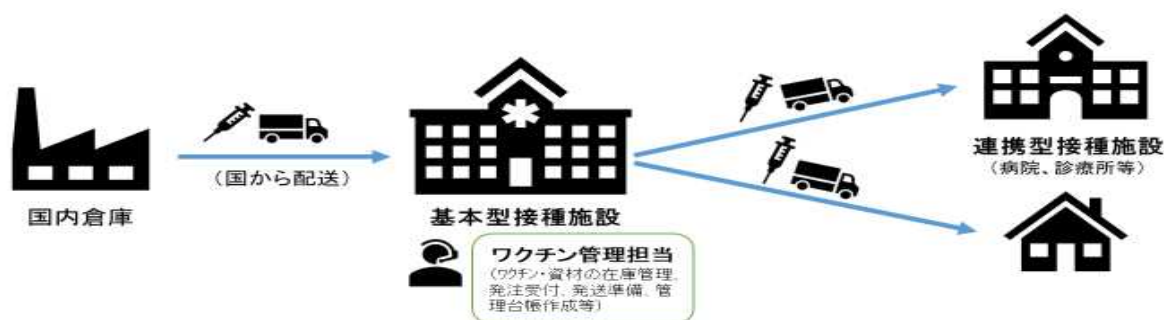 (国から配送)
国内倉庫
基本型接種施設
ワクチン管理担当
(ワクチン・資材の在庫管理、
発注受付、発送準備、管
理台帳作成等)
連携型接種施設
(病院、診療所等)